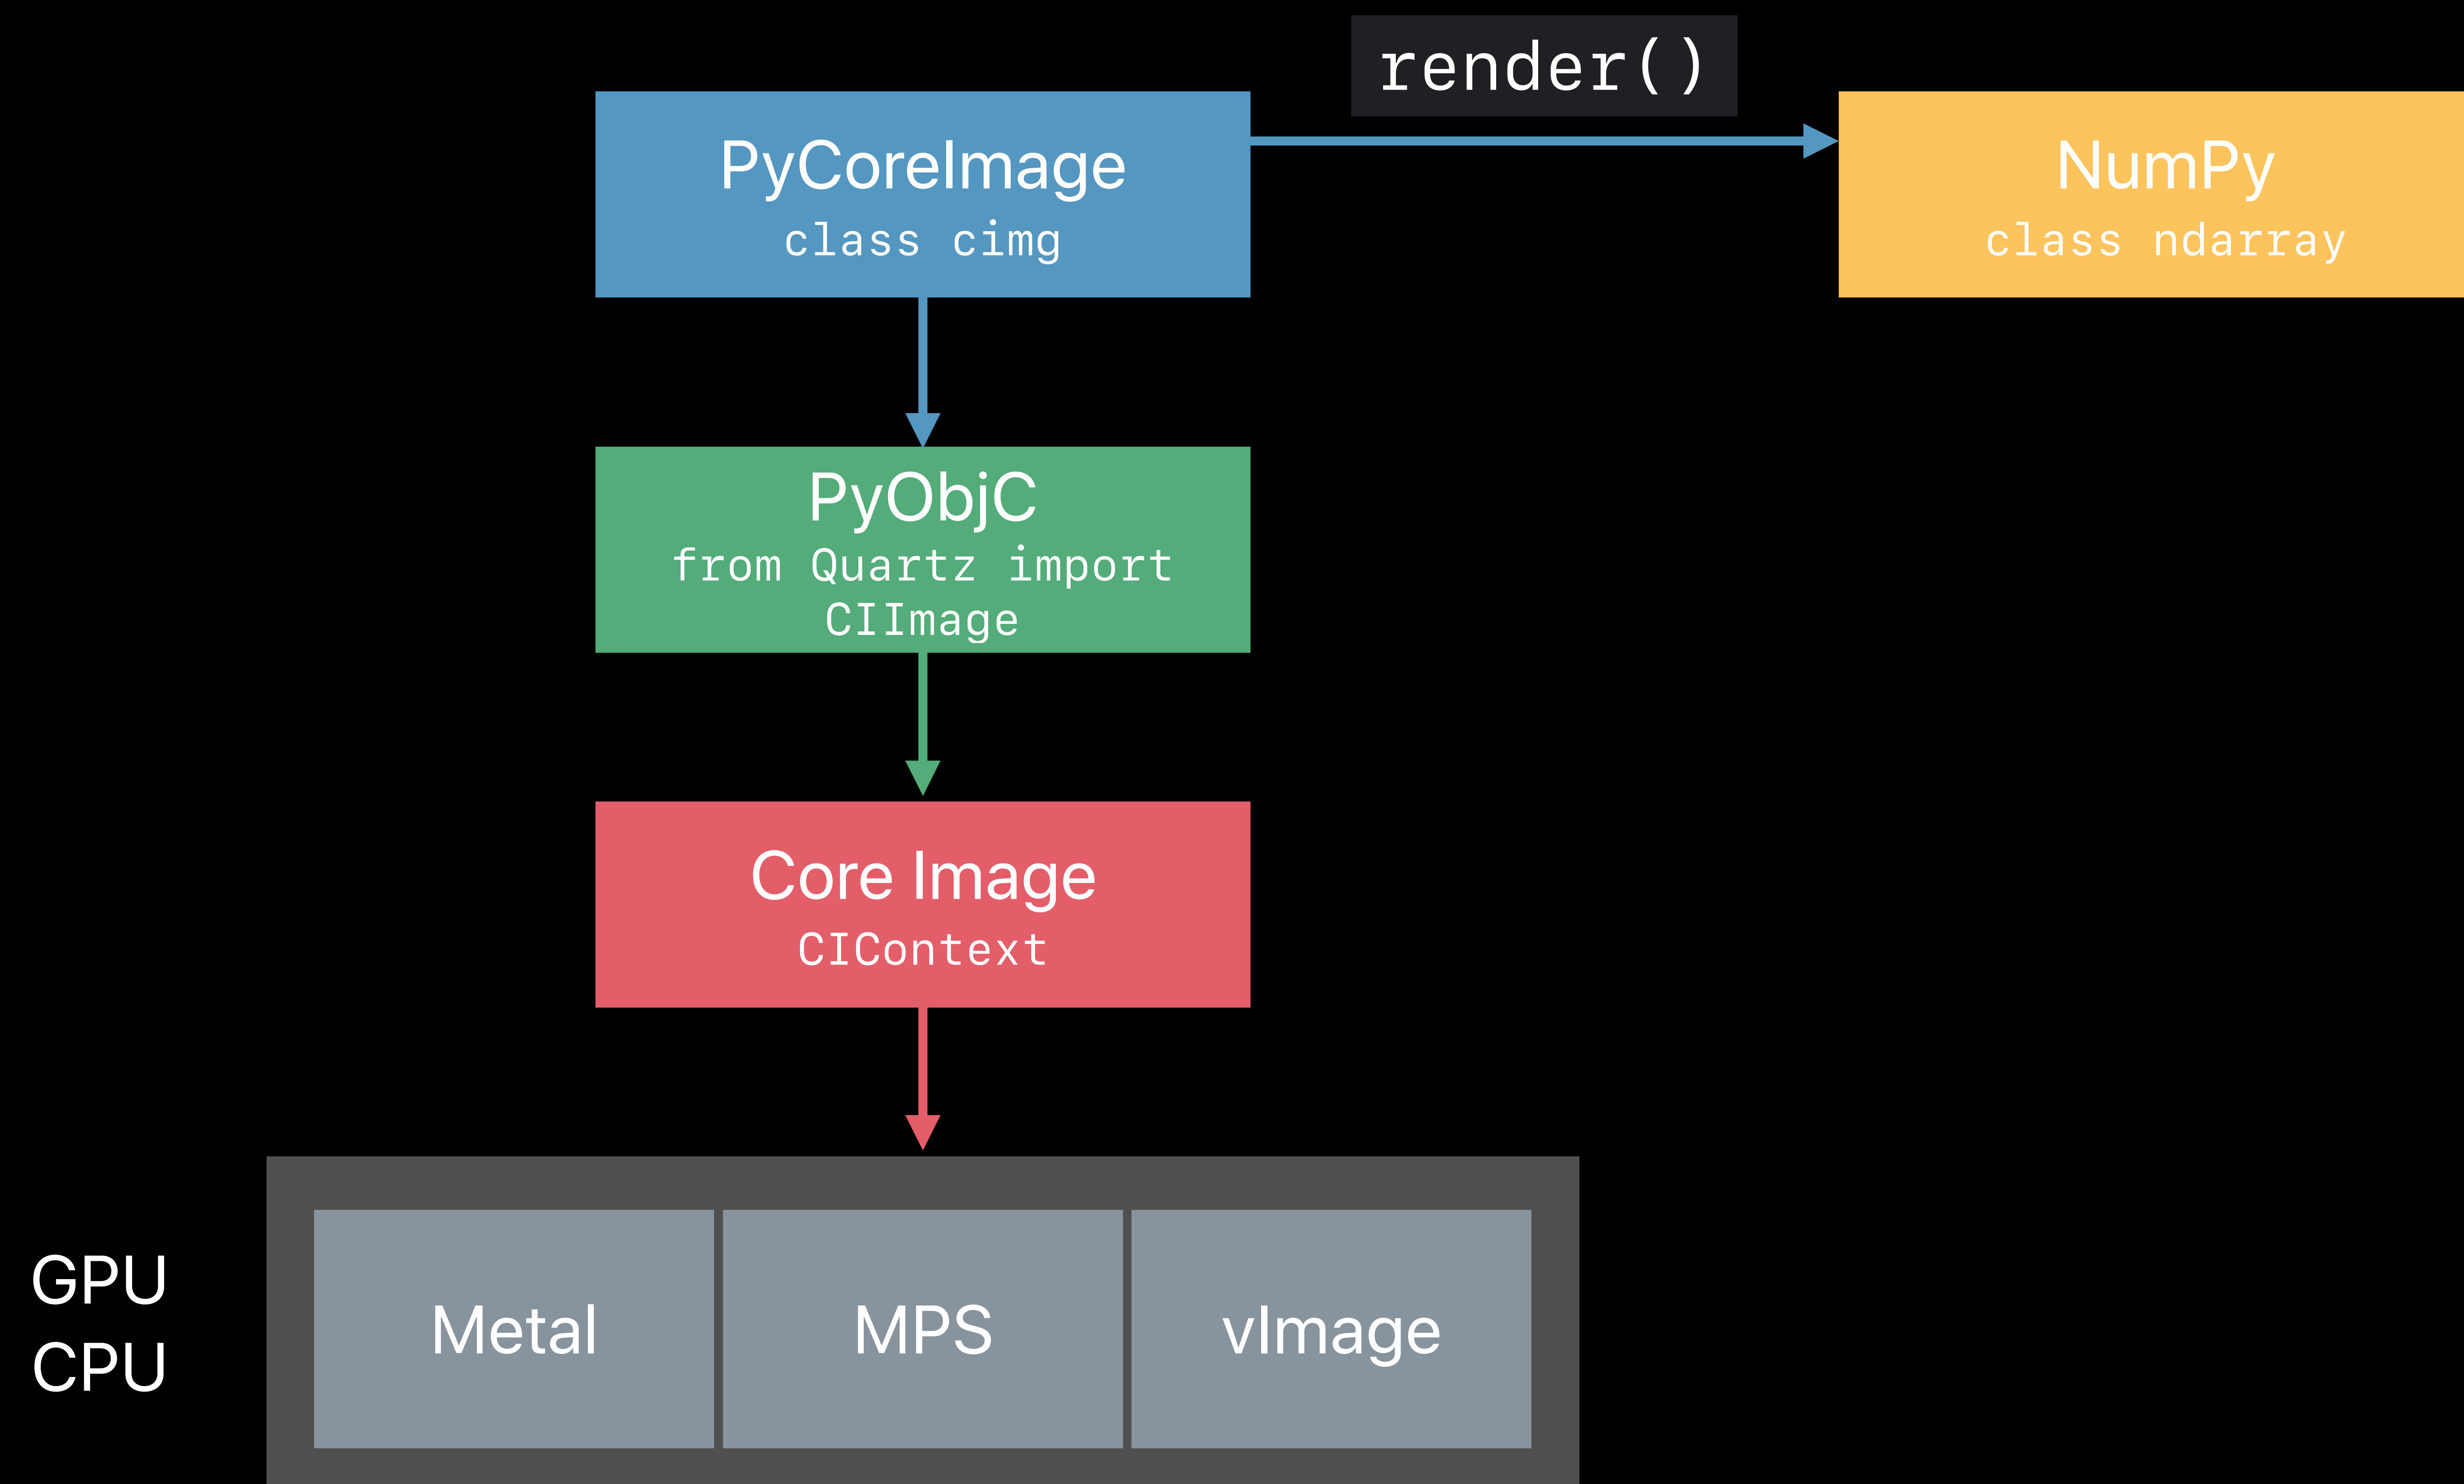 render()
PyCoreImage
class cimg
NumPy
class ndarray
PyObjC
from Quartz import
CIImage
Core Image
CIContext
GPU
CPU
Metal
MPS
vImage